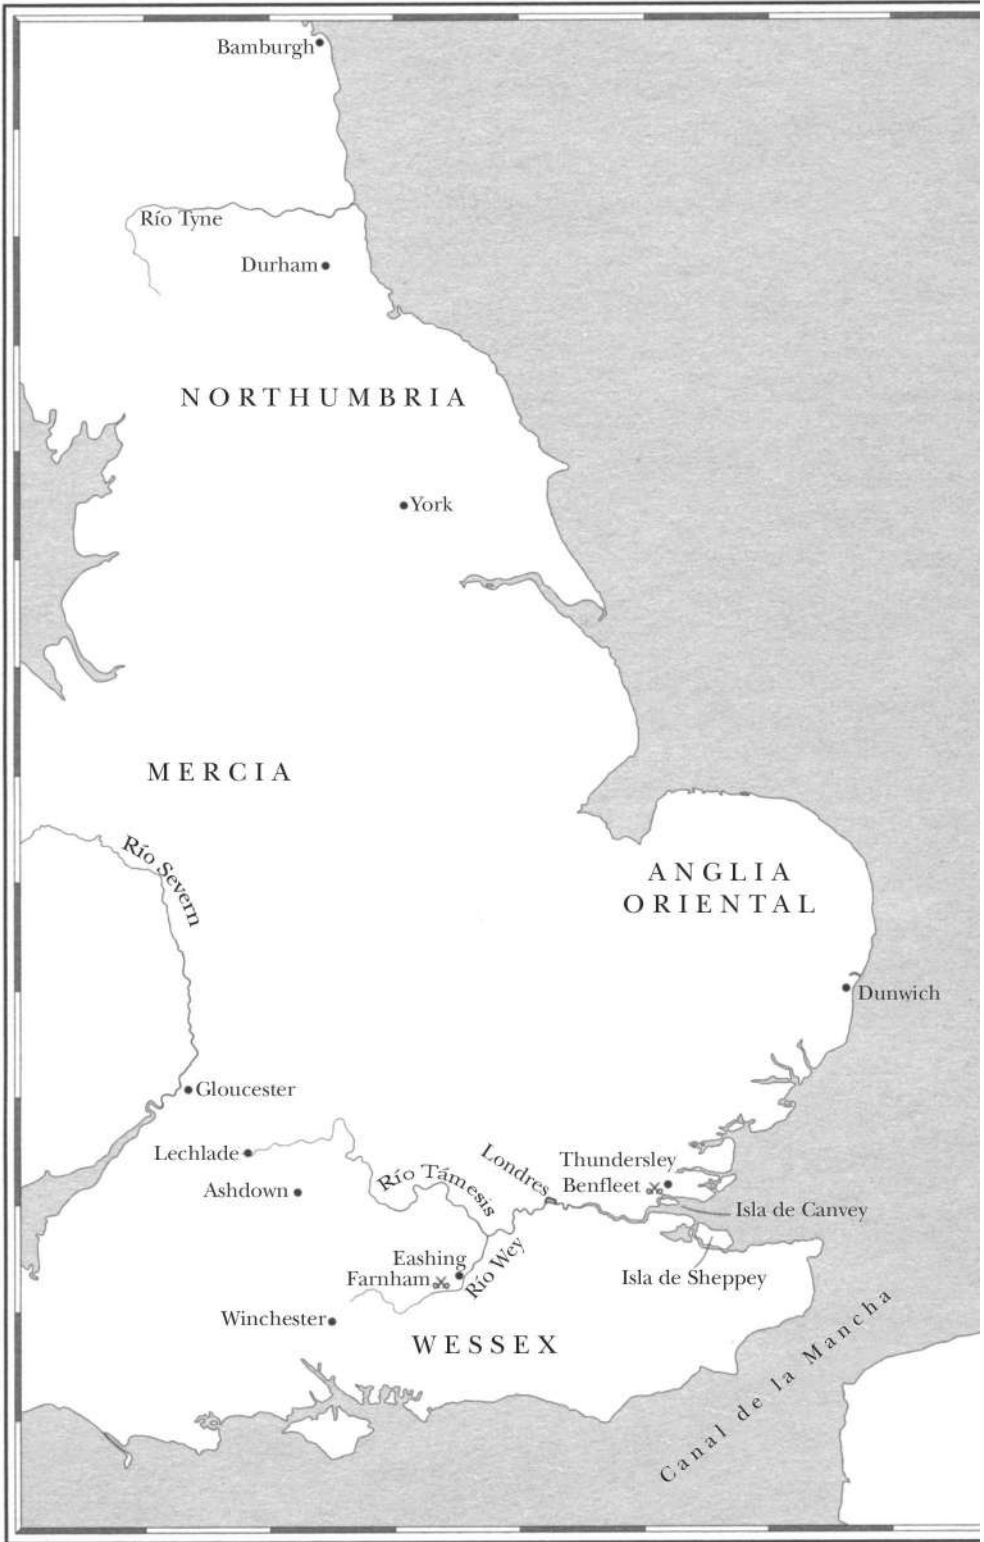 Bamburgh
Río Tyne
Durham
NORTHUMBRIA
York
MERCIA
Río Severn
ANGLIA
ORIENTAL
Dunwich
Gloucester
Lechlade
Ashdown
Río Támesis
Londres
Thundersley
Benfleet
Isla de Canvey
Eashing
Farnham
Río Wey
Isla de Sheppey
Winchester
WESSEX
Canal de la Mancha